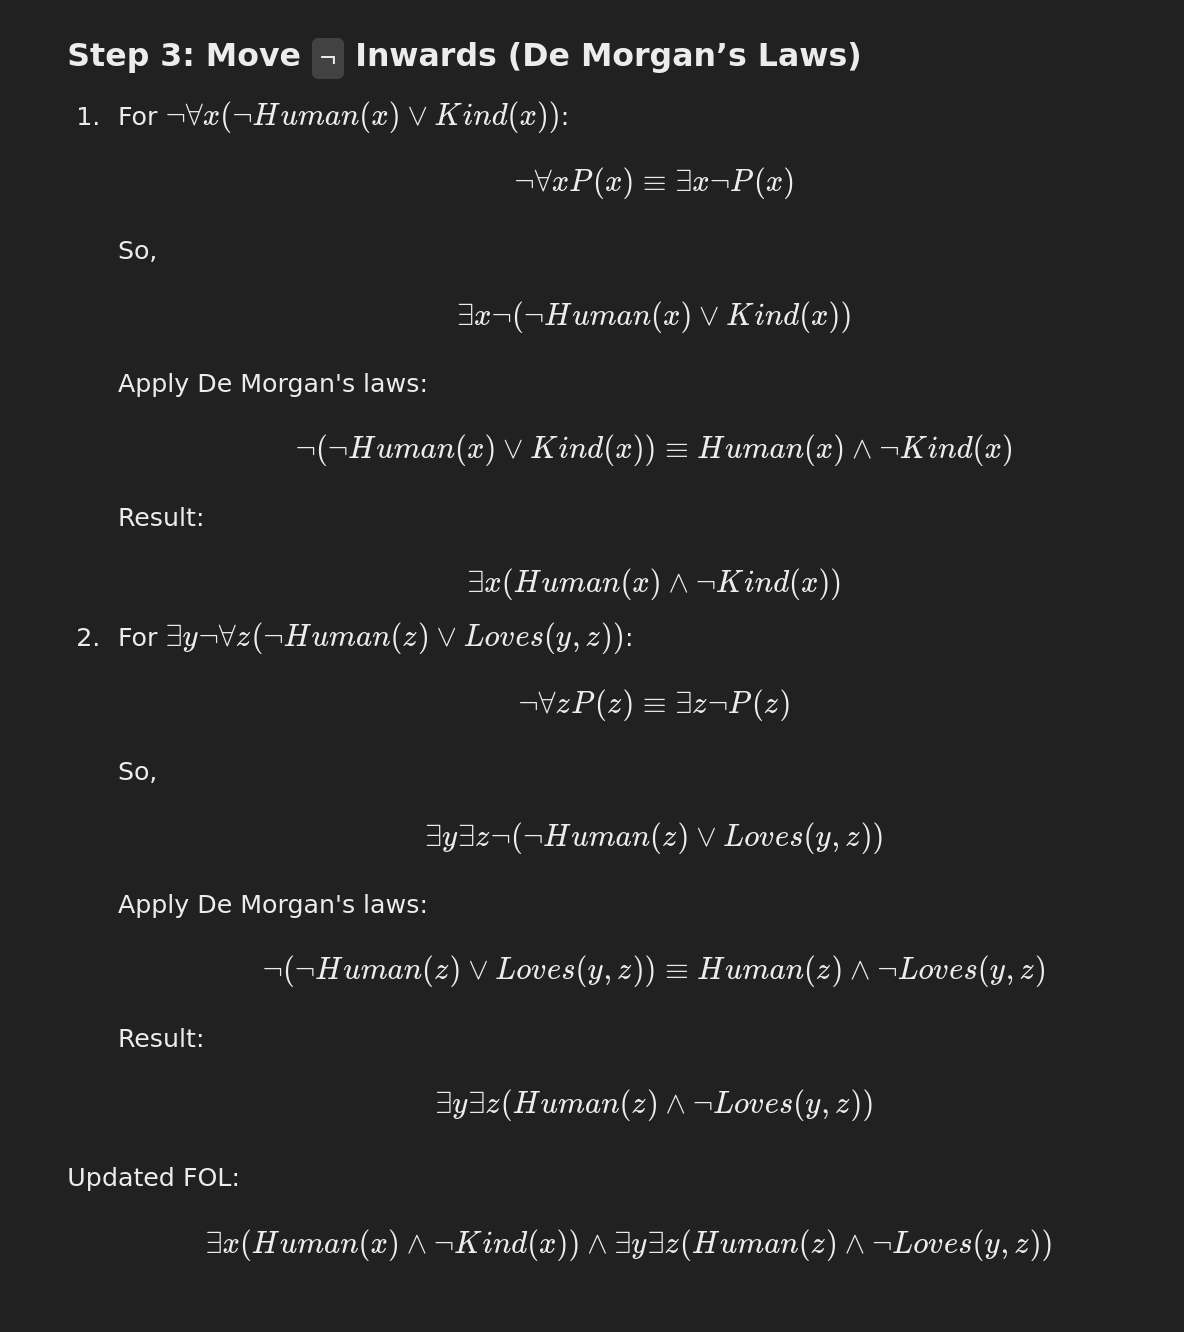 Step 3: Move ¬ Inwards (De Morgan’s Laws)
1. For ¬∀x(¬Human(x) ∨ Kind(x)):
¬∀xP(x) ≡ ∃x¬P(x)
So,
∃x¬(¬Human(x) ∨ Kind(x))
Apply De Morgan's laws:
¬(¬Human(x) ∨ Kind(x)) ≡ Human(x) ∧ ¬Kind(x)
Result:
∃x(Human(x) ∧ ¬Kind(x))
2. For ∃y¬∀z(¬Human(z) ∨ Loves(y, z)):
¬∀zP(z) ≡ ∃z¬P(z)
So,
∃y∃z¬(¬Human(z) ∨ Loves(y, z))
Apply De Morgan's laws:
¬(¬Human(z) ∨ Loves(y, z)) ≡ Human(z) ∧ ¬Loves(y, z)
Result:
∃y∃z(Human(z) ∧ ¬Loves(y, z))
Updated FOL:
∃x(Human(x) ∧ ¬Kind(x)) ∧ ∃y∃z(Human(z) ∧ ¬Loves(y, z))